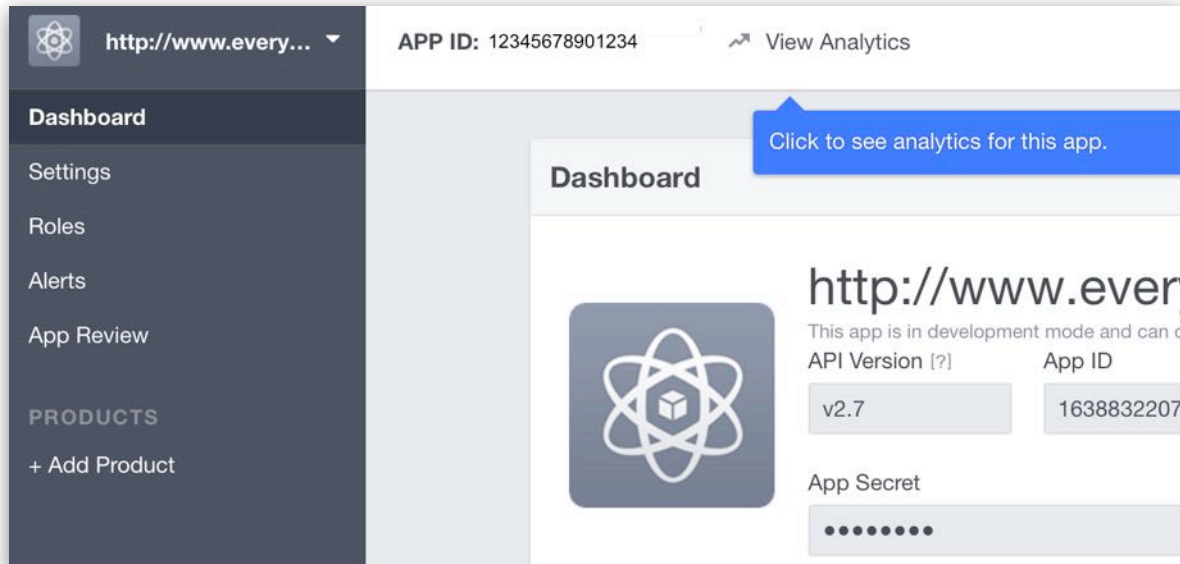 http://www.every...
APP ID: 12345678901234
View Analytics
Click to see analytics for this app.
Dashboard
Settings
Roles
Alerts
App Review
PRODUCTS
+ Add Product
Dashboard
http://www.every
This app is in development mode and can
API Version [?]
App ID
v2.7
1638832207
App Secret
••••••••